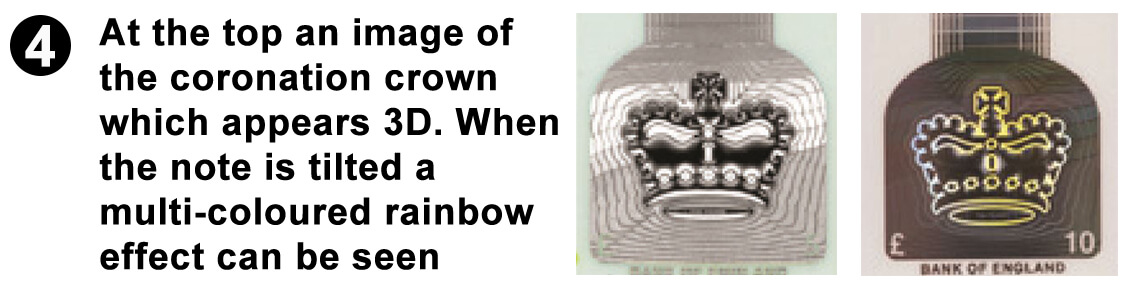 4
At the top an image of
the coronation crown
which appears 3D. When
the note is tilted a
multi-coloured rainbow
effect can be seen
£ 10
BANK OF ENGLAND